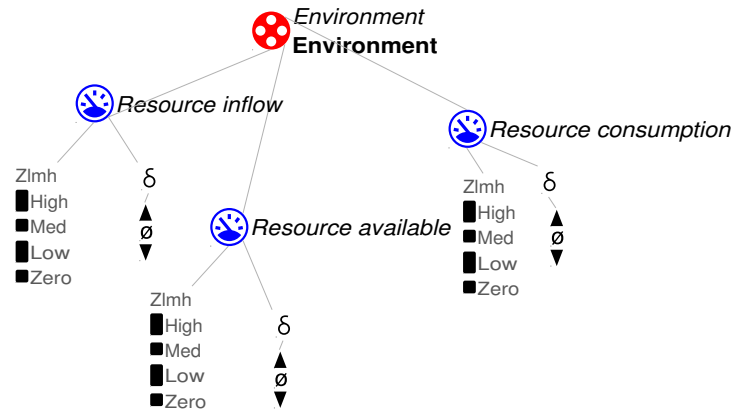 Environment
Environment
Resource inflow
Zlmh
High
Med
Low
Zero
δ
ø
Resource available
Zlmh
High
Med
Low
Zero
δ
ø
Resource consumption
Zlmh
High
Med
Low
Zero
δ
ø